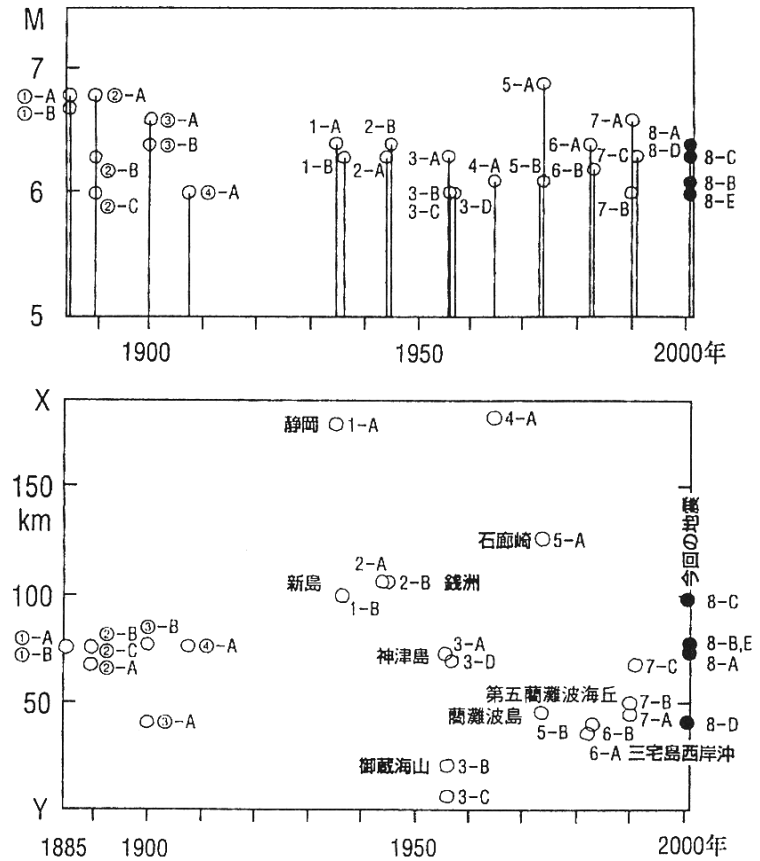 M
7
6
5
①-A
①-B
②-A
②-B
②-C
③-A
③-B
④-A
1-A
1-B
2-B
2-A
3-A
3-B
3-C
3-D
4-A
5-A
5-B
6-A
6-B
7-A
7-C
7-B
8-A
8-D
8-C
8-B
8-E
1900
1950
2000年
X
150
km
100
50
Y
静岡 1-A
4-A
石廊崎 5-A
2-A
新島 2-B 銭洲
1-B
今回の地震
8-C
①-A
①-B
②-B
②-C
②-A
③-B
④-A
神津島 3-A
3-D
7-C
8-B,E
8-A
③-A
第五藺灘波海丘 7-B
藺灘波島 7-A
5-B
6-B
8-D
6-A 三宅島西岸沖
御蔵海山 3-B
3-C
1885
1900
1950
2000年